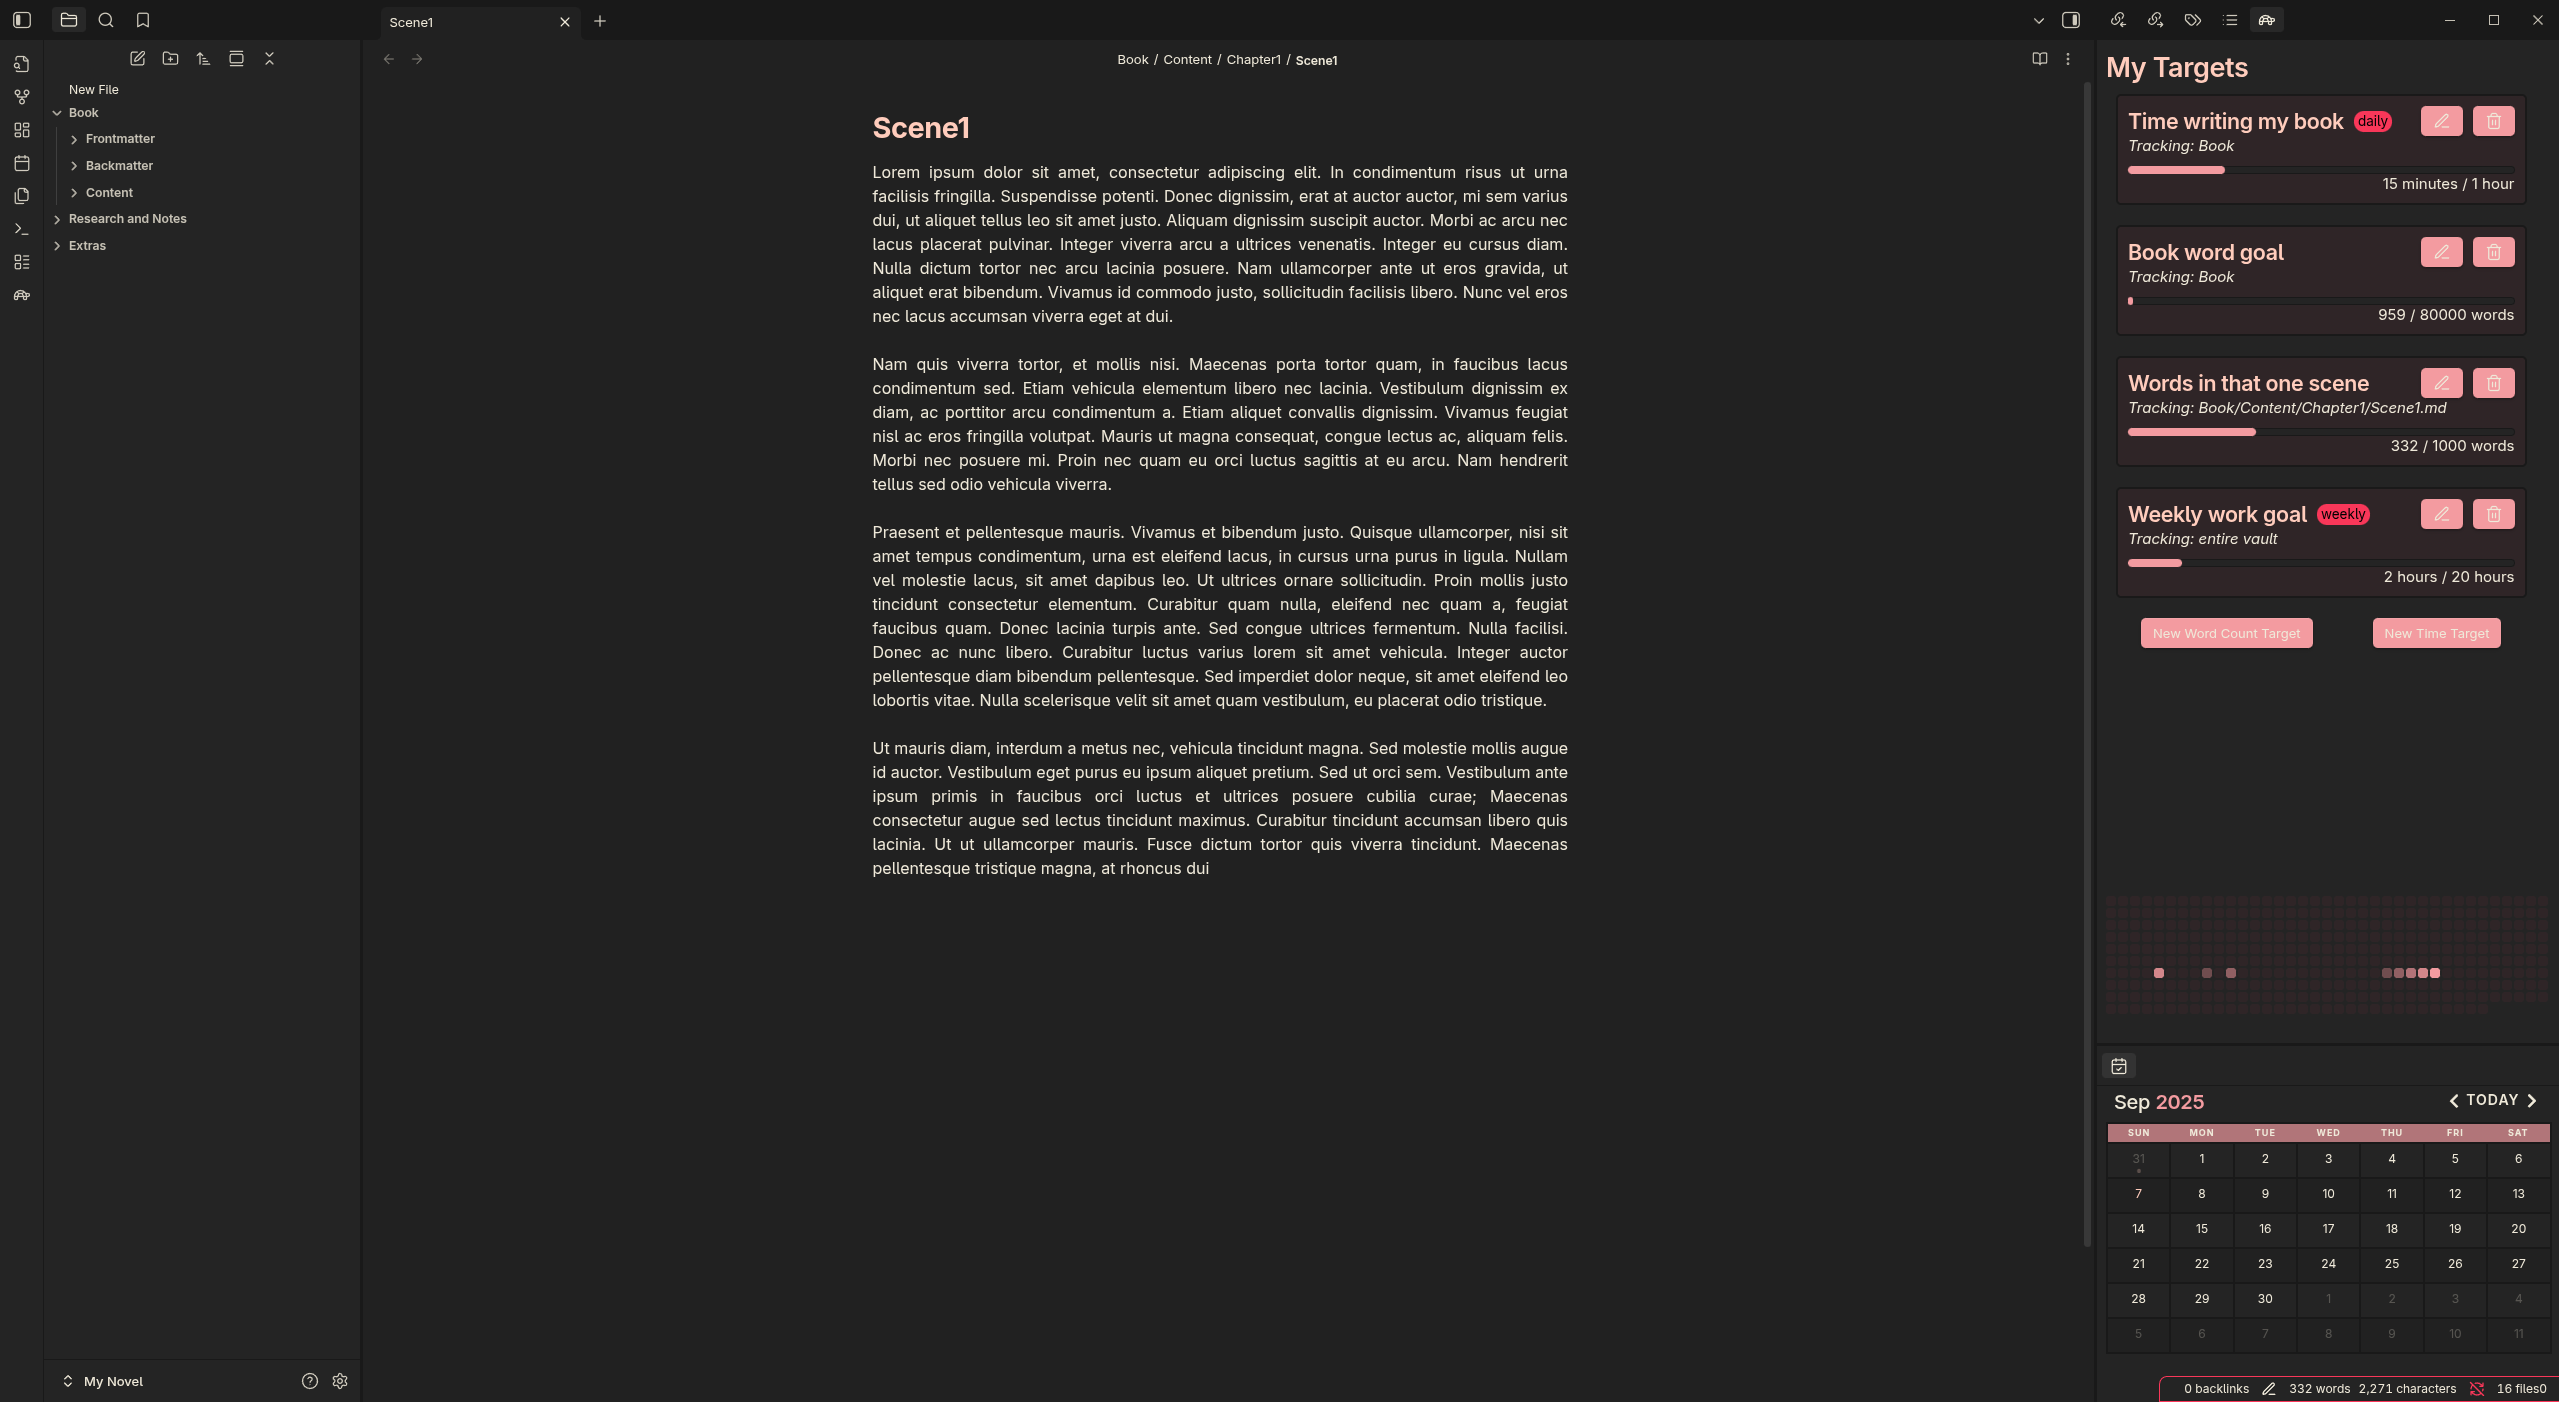 Scene1
New File
Book
Frontmatter
Backmatter
Content
Research and Notes
Extras
My Novel
Book / Content / Chapter1 / Scene1
Scene1
Lorem ipsum dolor sit amet, consectetur adipiscing elit. In condimentum risus ut urna
facilisis fringilla. Suspendisse potenti. Donec dignissim, erat at auctor auctor, mi sem varius
dui, ut aliquet tellus leo sit amet justo. Aliquam dignissim suscipit auctor. Morbi ac arcu nec
lacus placerat pulvinar. Integer viverra arcu a ultrices venenatis. Integer eu cursus diam.
Nulla dictum tortor nec arcu lacinia posuere. Nam ullamcorper ante ut eros gravida, ut
aliquet erat bibendum. Vivamus id commodo justo, sollicitudin facilisis libero. Nunc vel eros
nec lacus accumsan viverra eget at dui.
Nam quis viverra tortor, et mollis nisi. Maecenas porta tortor quam, in faucibus lacus
condimentum sed. Etiam vehicula elementum libero nec lacinia. Vestibulum dignissim ex
diam, ac porttitor arcu condimentum a. Etiam aliquet convallis dignissim. Vivamus feugiat
nisl ac eros fringilla volutpat. Mauris ut magna consequat, congue lectus ac, aliquam felis.
Morbi nec posuere mi. Proin nec quam eu orci luctus sagittis at eu arcu. Nam hendrerit
tellus sed odio vehicula viverra.
Praesent et pellentesque mauris. Vivamus et bibendum justo. Quisque ullamcorper, nisi sit
amet tempus condimentum, urna est eleifend lacus, in cursus urna purus in ligula. Nullam
vel molestie lacus, sit amet dapibus leo. Ut ultrices ornare sollicitudin. Proin mollis justo
tincidunt consectetur elementum. Curabitur quam nulla, eleifend nec quam a, feugiat
faucibus quam. Donec lacinia turpis ante. Sed congue ultrices fermentum. Nulla facilisi.
Donec ac nunc libero. Curabitur luctus varius lorem sit amet vehicula. Integer auctor
pellentesque diam bibendum pellentesque. Sed imperdiet dolor neque, sit amet eleifend leo
lobortis vitae. Nulla scelerisque velit sit amet quam vestibulum, eu placerat odio tristique.
Ut mauris diam, interdum a metus nec, vehicula tincidunt magna. Sed molestie mollis augue
id auctor. Vestibulum eget purus eu ipsum aliquet pretium. Sed ut orci sem. Vestibulum ante
ipsum primis in faucibus orci luctus et ultrices posuere cubilia curae; Maecenas
consectetur augue sed lectus tincidunt maximus. Curabitur tincidunt accumsan libero quis
lacinia. Ut ut ullamcorper mauris. Fusce dictum tortor quis viverra tincidunt. Maecenas
pellentesque tristique magna, at rhoncus dui
My Targets
Time writing my book daily
Tracking: Book
15 minutes / 1 hour
Book word goal
Tracking: Book
959 / 80000 words
Words in that one scene
Tracking: Book/Content/Chapter1/Scene1.md
332 / 1000 words
Weekly work goal weekly
Tracking: entire vault
2 hours / 20 hours
New Word Count Target New Time Target
Sep 2025 TODAY
SUN MON TUE WED THU FRI SAT
31 1 2 3 4 5 6
7 8 9 10 11 12 13
14 15 16 17 18 19 20
21 22 23 24 25 26 27
28 29 30 1 2 3 4
5 6 7 8 9 10 11
0 backlinks 332 words 2,271 characters 16 files0